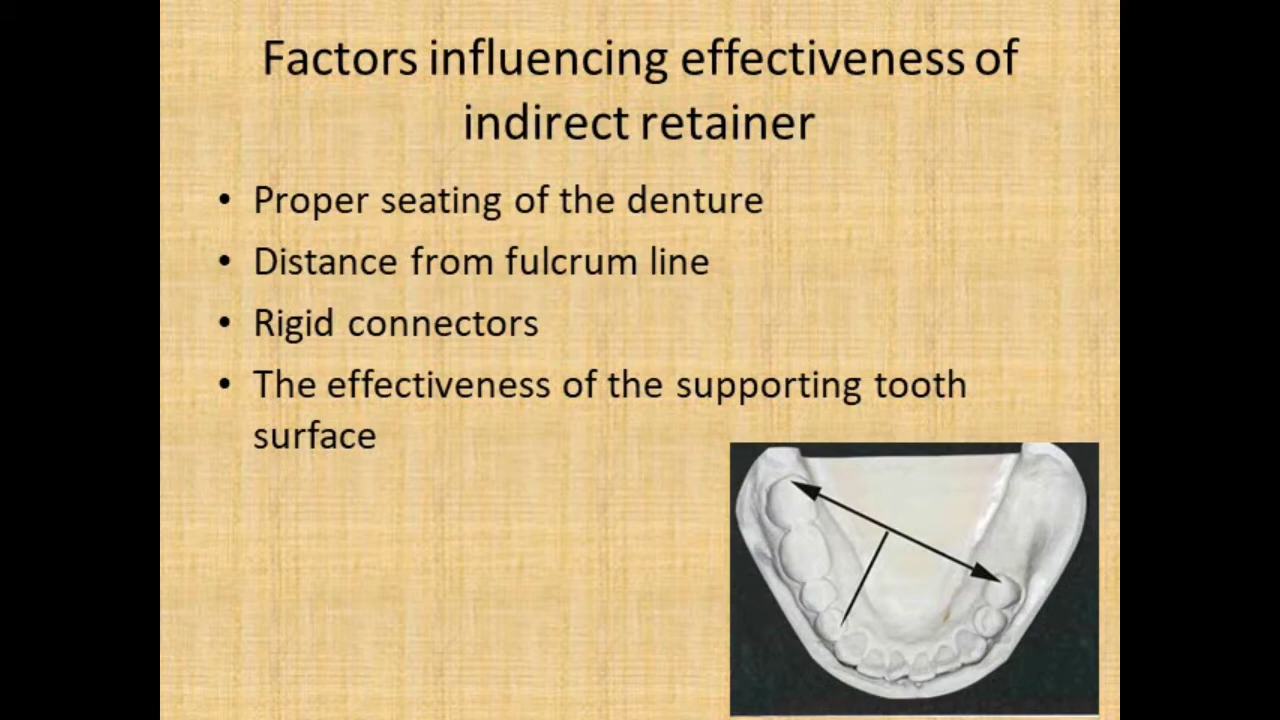 Factors influencing effectiveness of
indirect retainer
• Proper seating of the denture
• Distance from fulcrum line
• Rigid connectors
• The effectiveness of the supporting tooth
surface